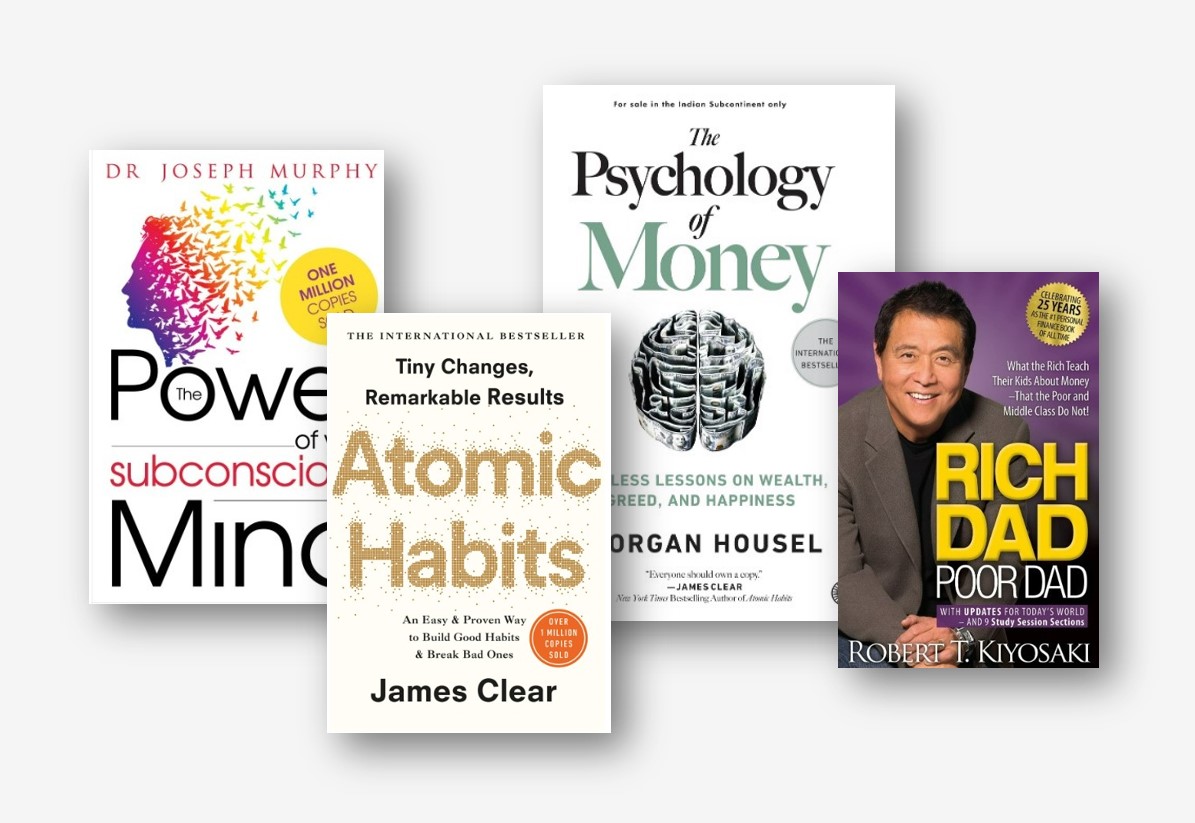 DR JOSEPH MURPHY
ONE
MILLION
COPIES
The
of
THE INTERNATIONAL BESTSELLER
Tiny Changes,
Remarkable Results
Atomic
Habits
An Easy & Proven Way
to Build Good Habits
& Break Bad Ones
OVER
1 MILLION
COPIES
SOLD
James Clear
For sale in the Indian Subcontinent only
The
Psychology
of
Money
THE
LESS LESSONS ON WEALTH,
GREED, AND HAPPINESS
ORGAN HOUSEL
"Everyone should own a copy."
—JAMES CLEAR
New York Times Bestselling Author of Atomic Habits
CELEBRATING
25 YEARS
AS THE #1 PERSONAL
FINANCE BOOK
OF ALL TIME
What the Rich Teach
Their Kids About Money
–That the Poor and
Middle Class Do Not!
RICH
DAD
POOR DAD
WITH UPDATES FOR TODAY'S WORLD
– AND 9 Study Session Sections
ROBERT T. KIYOSAKI